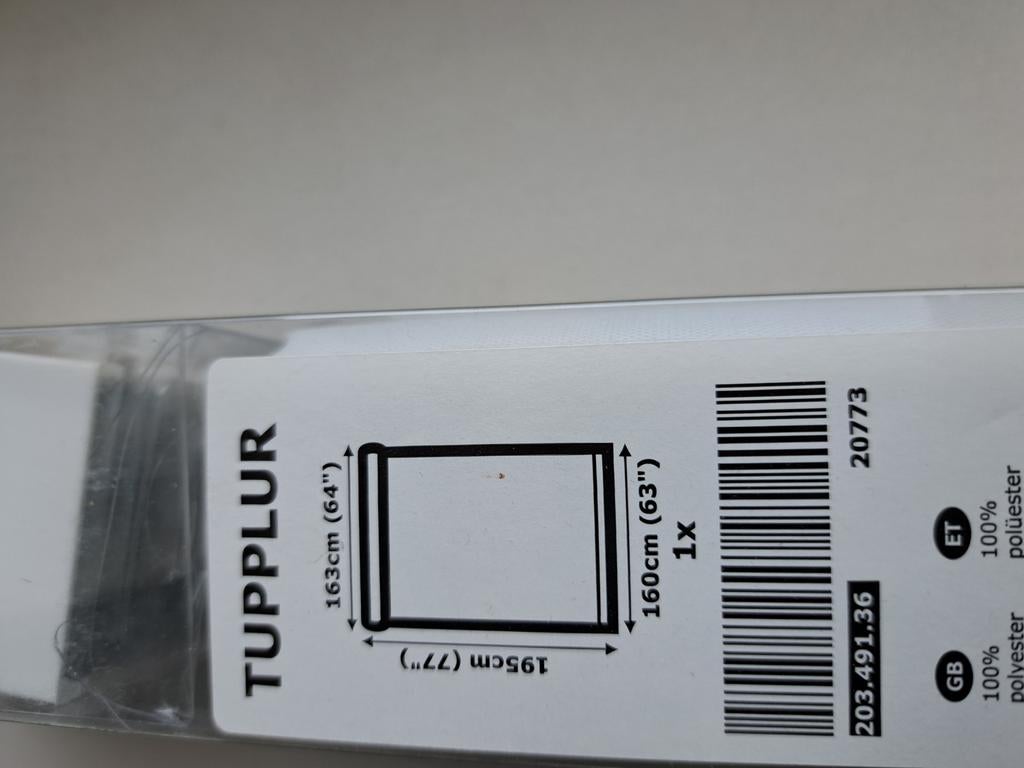 TUPPLUR
163cm (64")
195cm (77")
160cm (63")
1x
203.491.36 20773
GB ET
100% 100%
polyester polüester